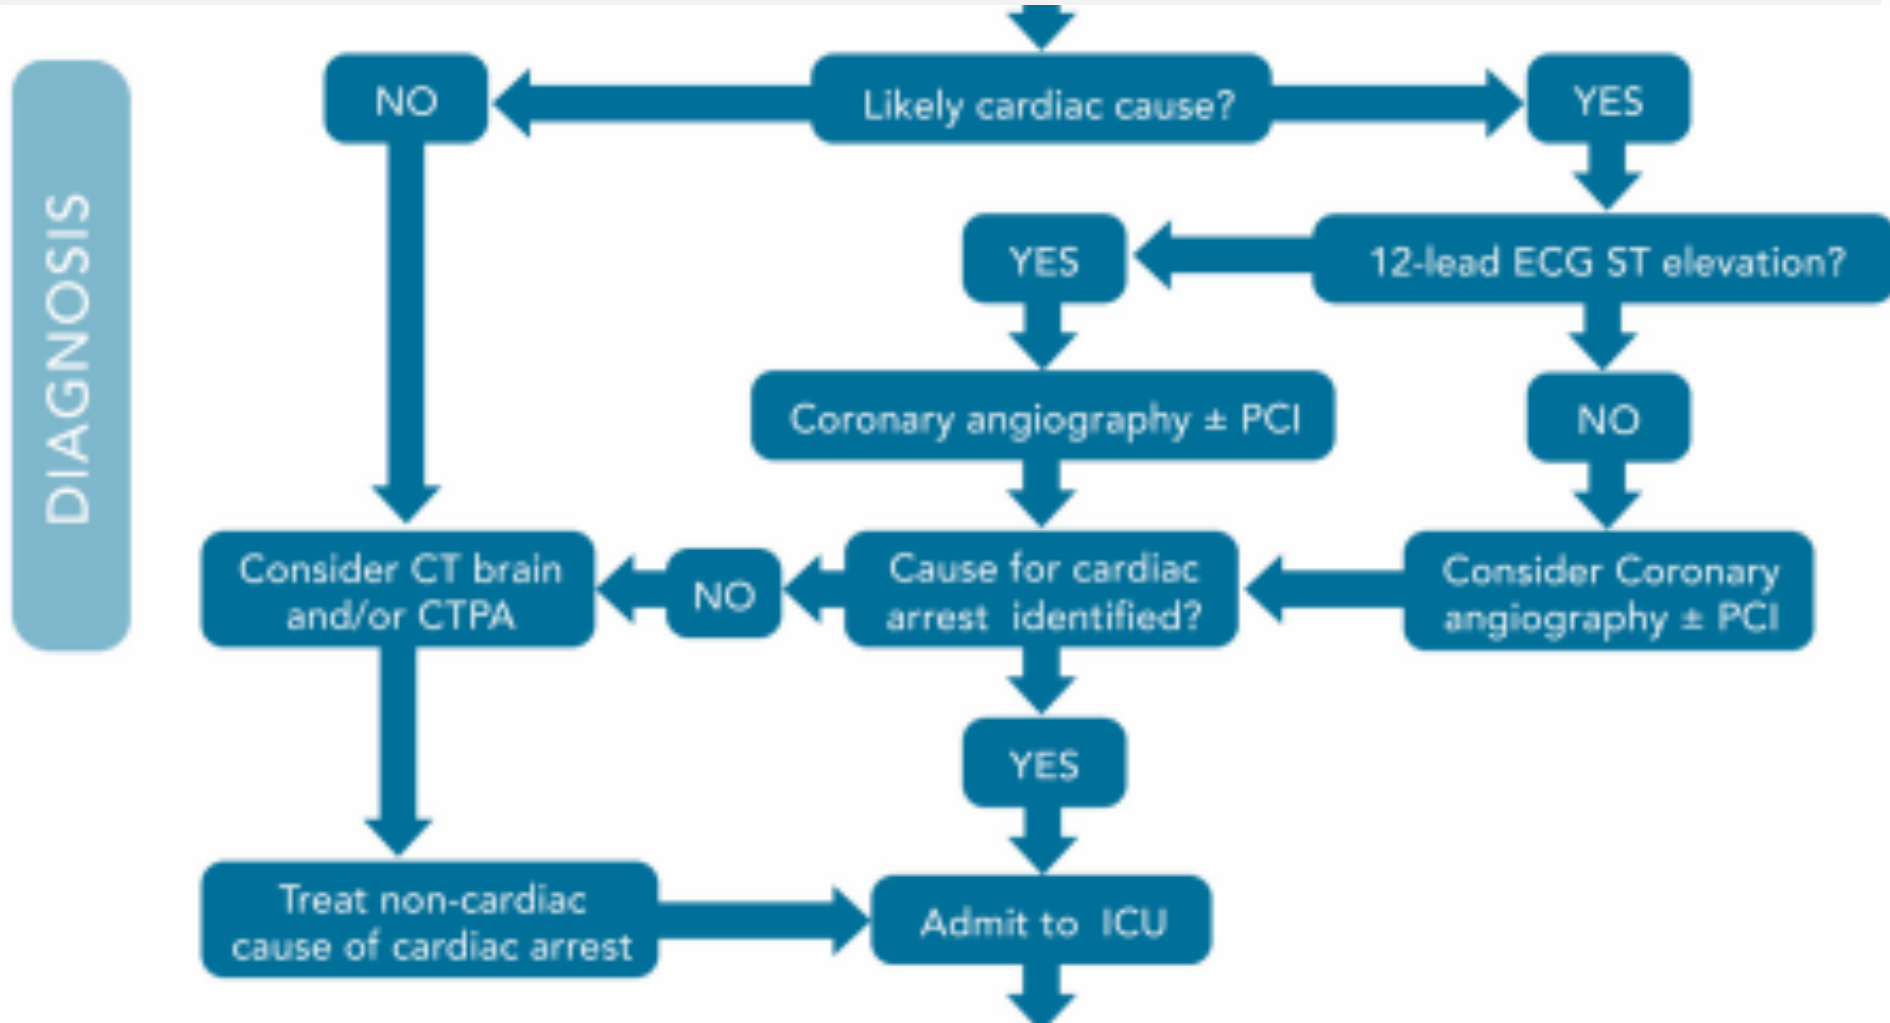 DIAGNOSIS
NO
Likely cardiac cause?
YES
YES
12-lead ECG ST elevation?
Coronary angiography ± PCI
NO
Consider CT brain
and/or CTPA
NO
Cause for cardiac
arrest identified?
Consider Coronary
angiography ± PCI
YES
Treat non-cardiac
cause of cardiac arrest
Admit to ICU